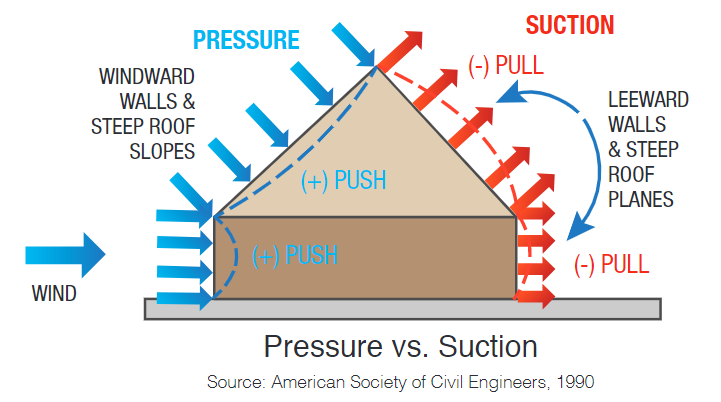 PRESSURE
SUCTION
WINDWARD
WALLS &
STEEP ROOF
SLOPES
(-) PULL
LEEWARD
WALLS
& STEEP
ROOF
PLANES
(+) PUSH
(+) PUSH
(-) PULL
WIND
Pressure vs. Suction
Source: American Society of Civil Engineers, 1990